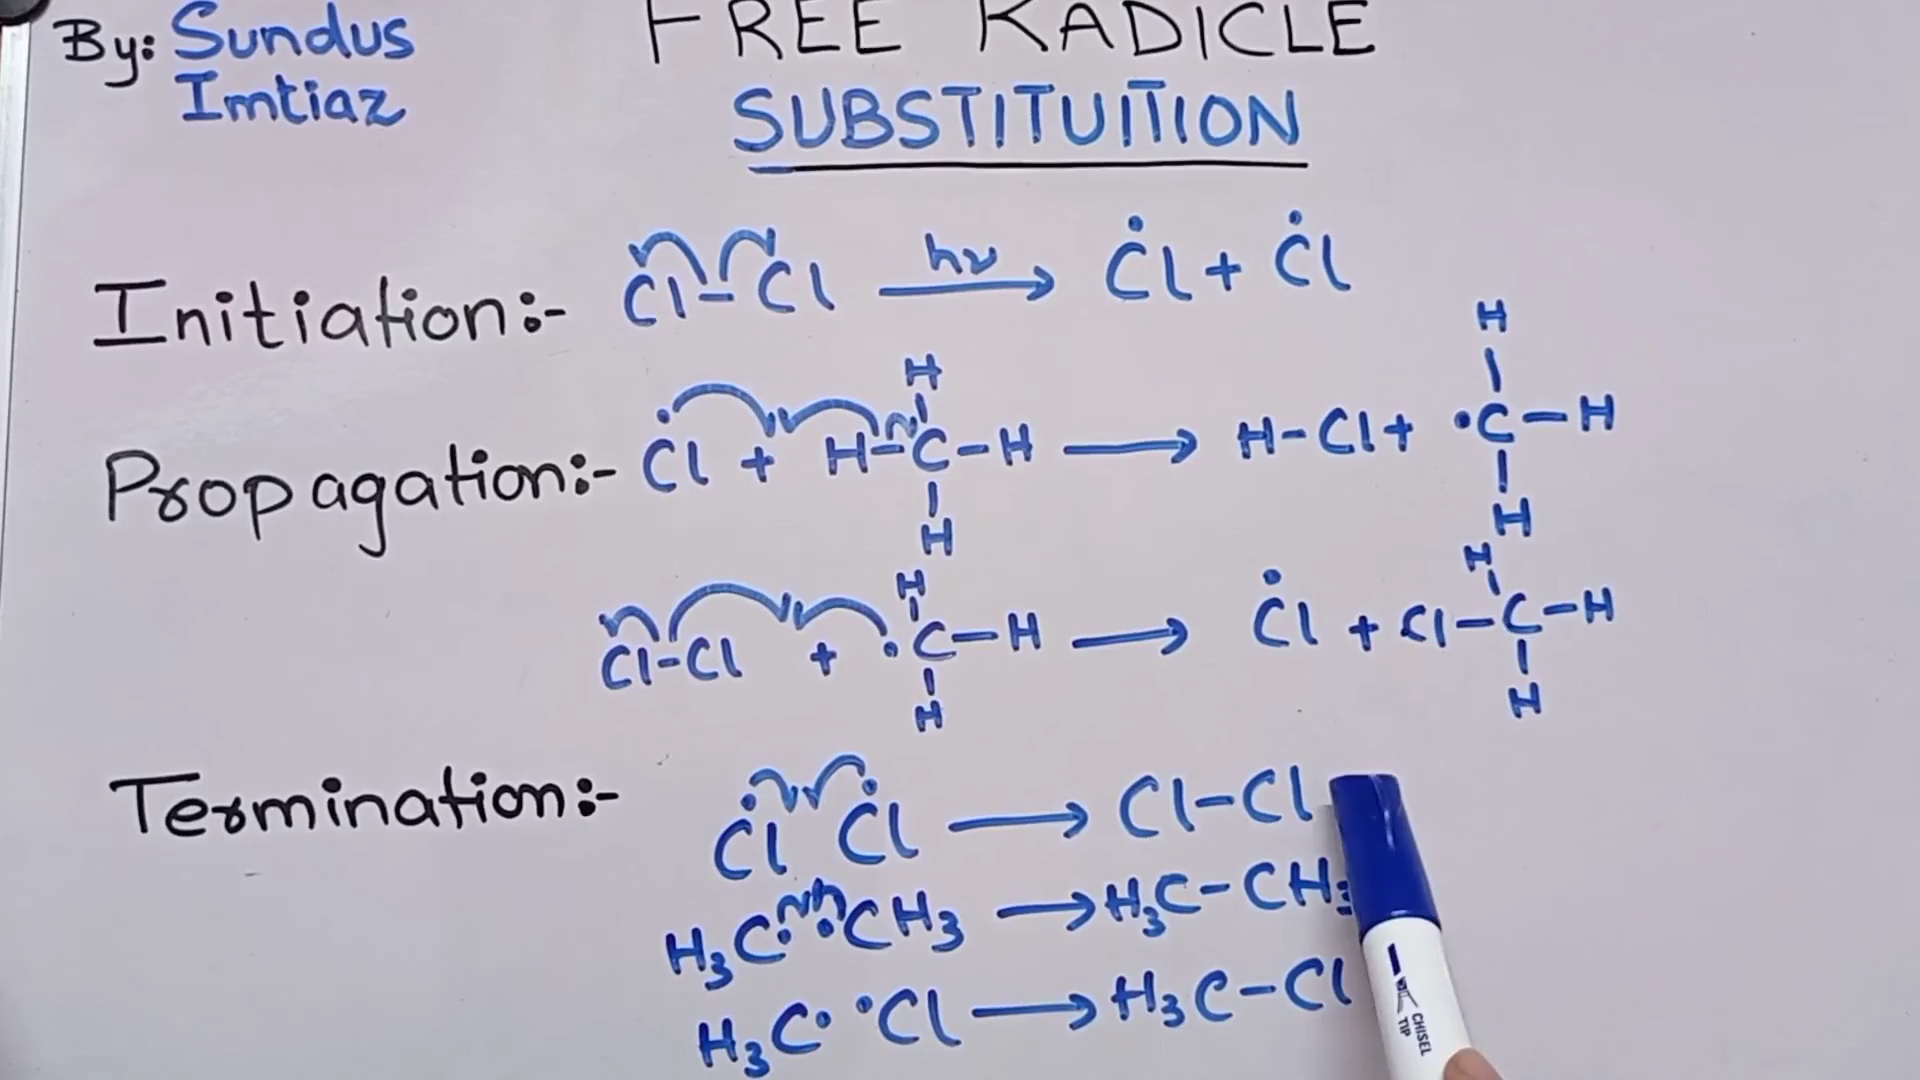 By: Sundus
Imtiaz
FREE RADICLE
SUBSTITUITION
Initiation:- Cl-Cl hν→ Ċl + Ċl
H
H
Propagation:- Ċl + H-C-H → H-Cl + •C-H
H
H
H
H
Cl-Cl + •C-H → Ċl + Cl-C-H
H
H
Termination:- Ċl Ċl → Cl-Cl
H₃C• •CH₃ → H₃C-CH₃
H₃C• •Cl → H₃C-Cl
CHISEL
TIP